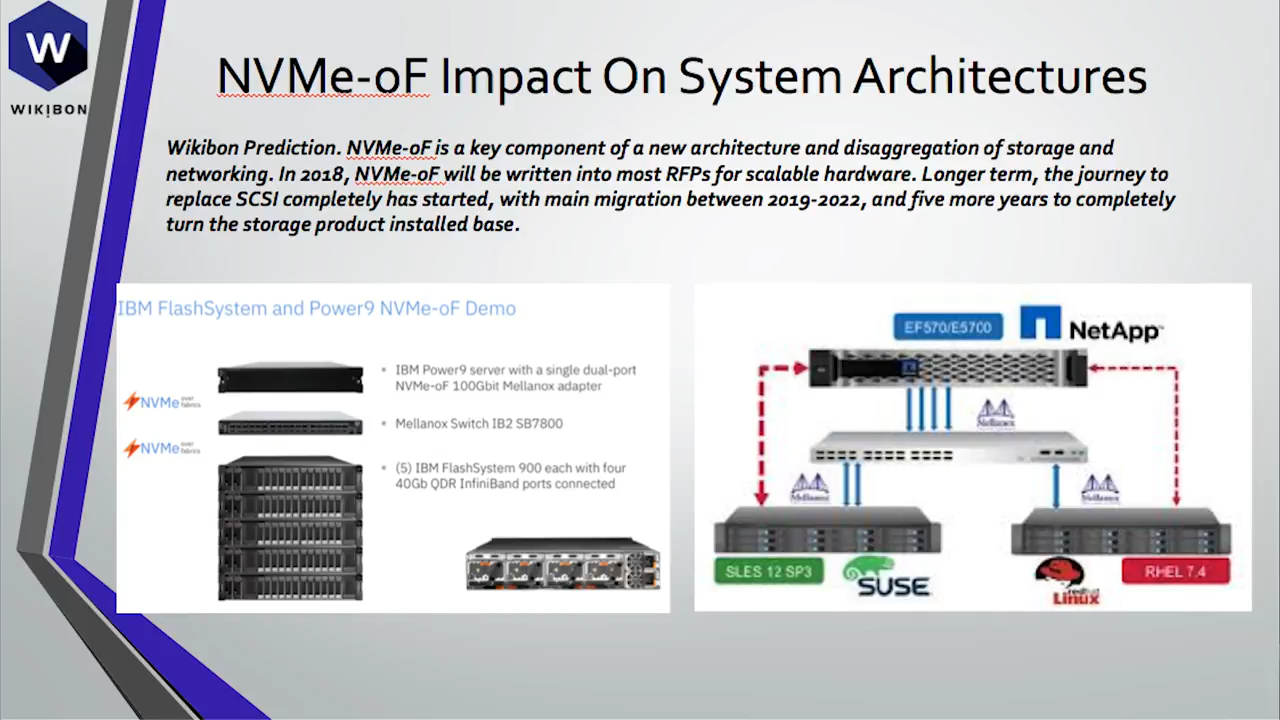 W
WIKIBON
NVMe-oF Impact On System Architectures
Wikibon Prediction. NVMe-oF is a key component of a new architecture and disaggregation of storage and
networking. In 2018, NVMe-oF will be written into most RFPs for scalable hardware. Longer term, the journey to
replace SCSI completely has started, with main migration between 2019-2022, and five more years to completely
turn the storage product installed base.
IBM FlashSystem and Power9 NVMe-oF Demo
• IBM Power9 server with a single dual-port
NVMe-oF 100Gbit Mellanox adapter
NVMe over fabrics
• Mellanox Switch IB2 SB7800
NVMe over fabrics
• (5) IBM FlashSystem 900 each with four
40Gb QDR InfiniBand ports connected
EF570/E5700
NetApp™
Mellanox
Mellanox
Mellanox
SLES 12 SP3
SUSE
redhat
Linux
RHEL 7.4